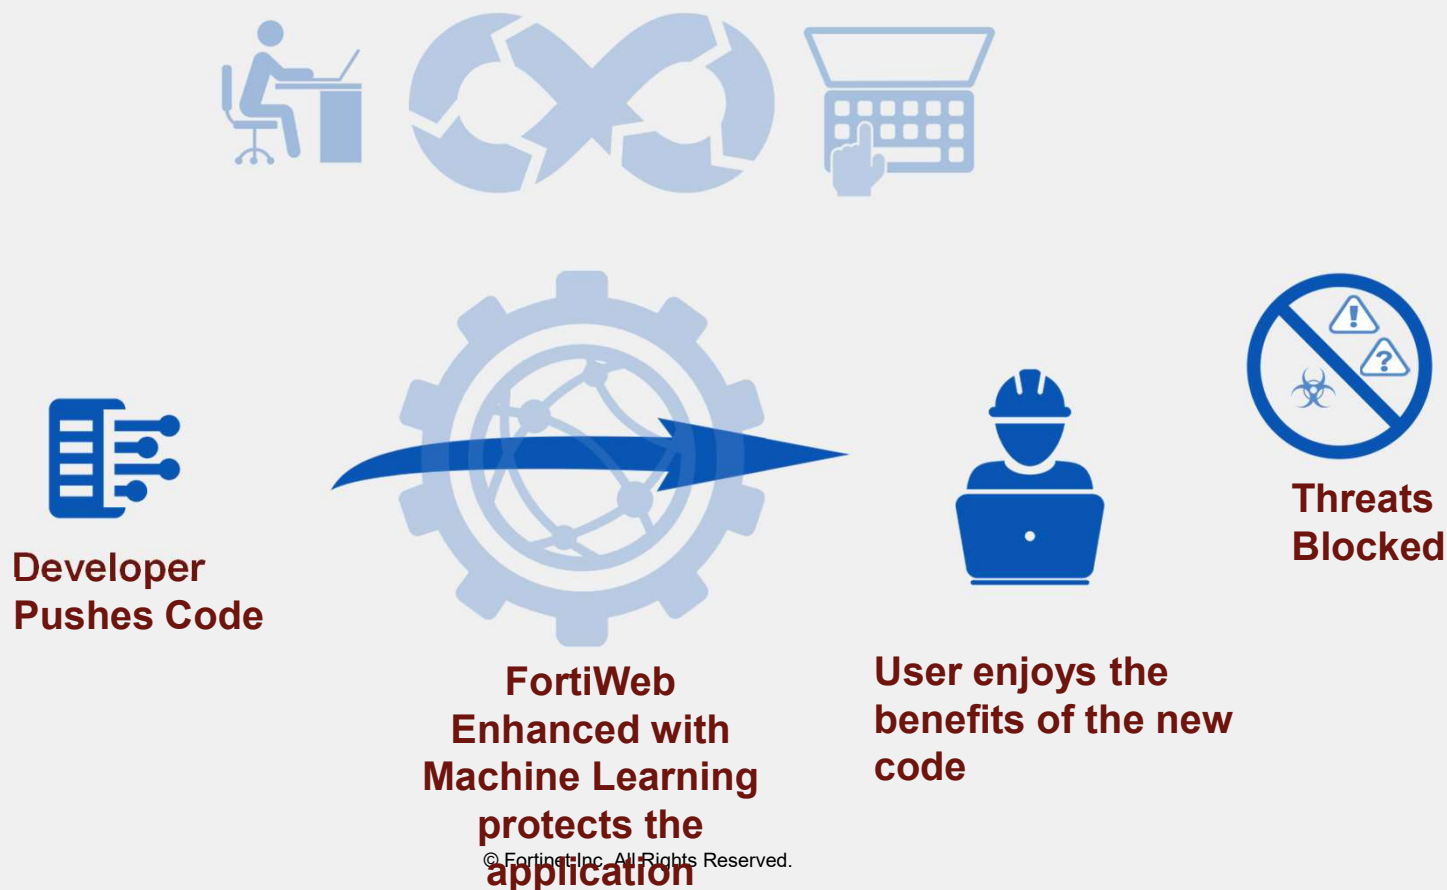 Developer
Pushes Code
FortiWeb
Enhanced with
Machine Learning
protects the
application
User enjoys the
benefits of the new
code
Threats
Blocked
© Fortinet Inc. All Rights Reserved.